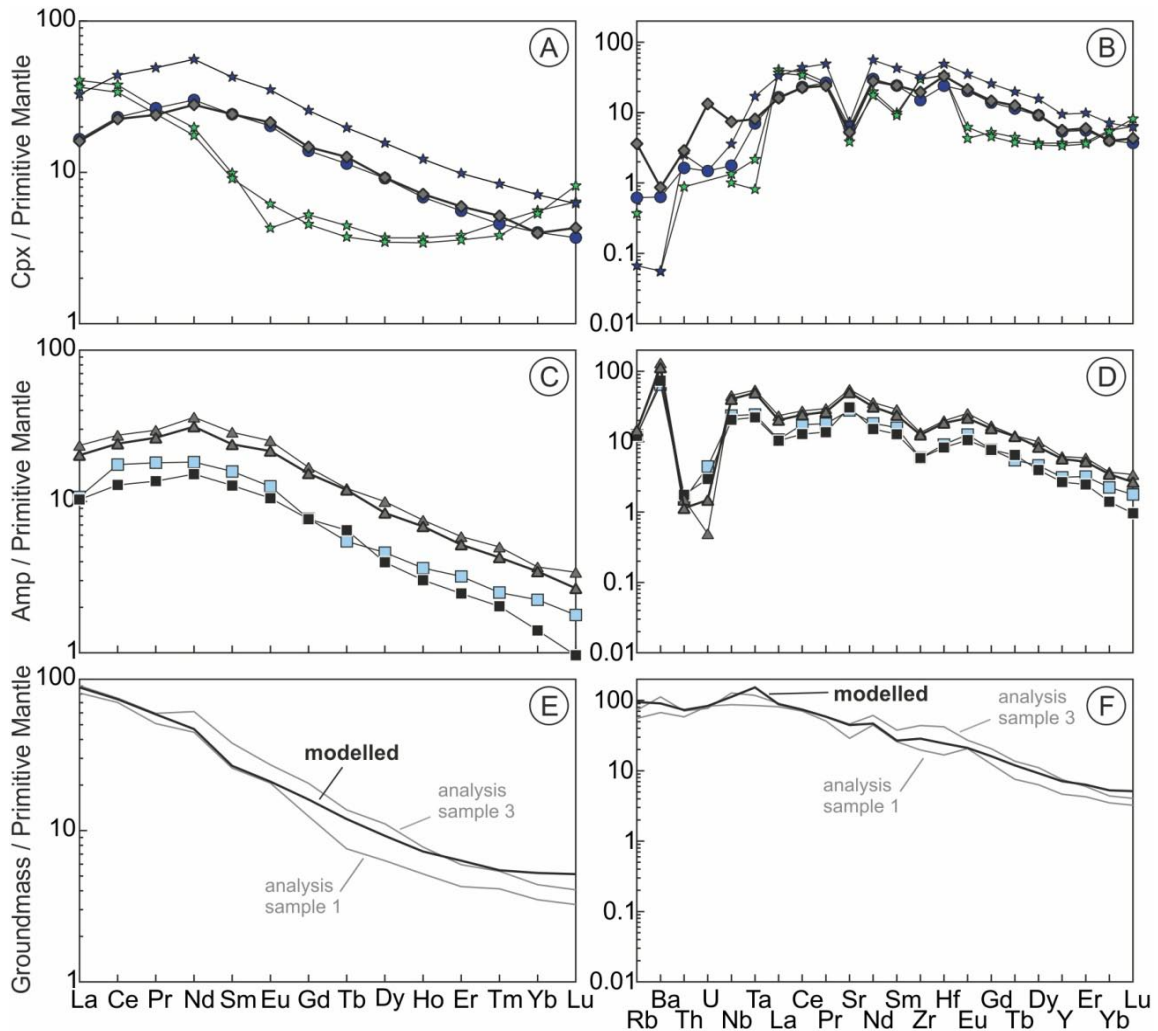 100
10
1
Cpx / Primitive Mantle
A
100
10
1
0.1
0.01
B
100
10
1
Amp / Primitive Mantle
C
100
10
1
0.1
0.01
D
100
10
1
Groundmass / Primitive Mantle
E
modelled
analysis
sample 3
analysis
sample 1
La Ce Pr Nd Sm Eu Gd Tb Dy Ho Er Tm Yb Lu
100
10
1
0.1
0.01
F
modelled
analysis
sample 3
analysis
sample 1
Ba U Ta Ce Sr Sm Hf Gd Dy Er Lu
Rb Th Nb La Pr Nd Zr Eu Tb Y Yb